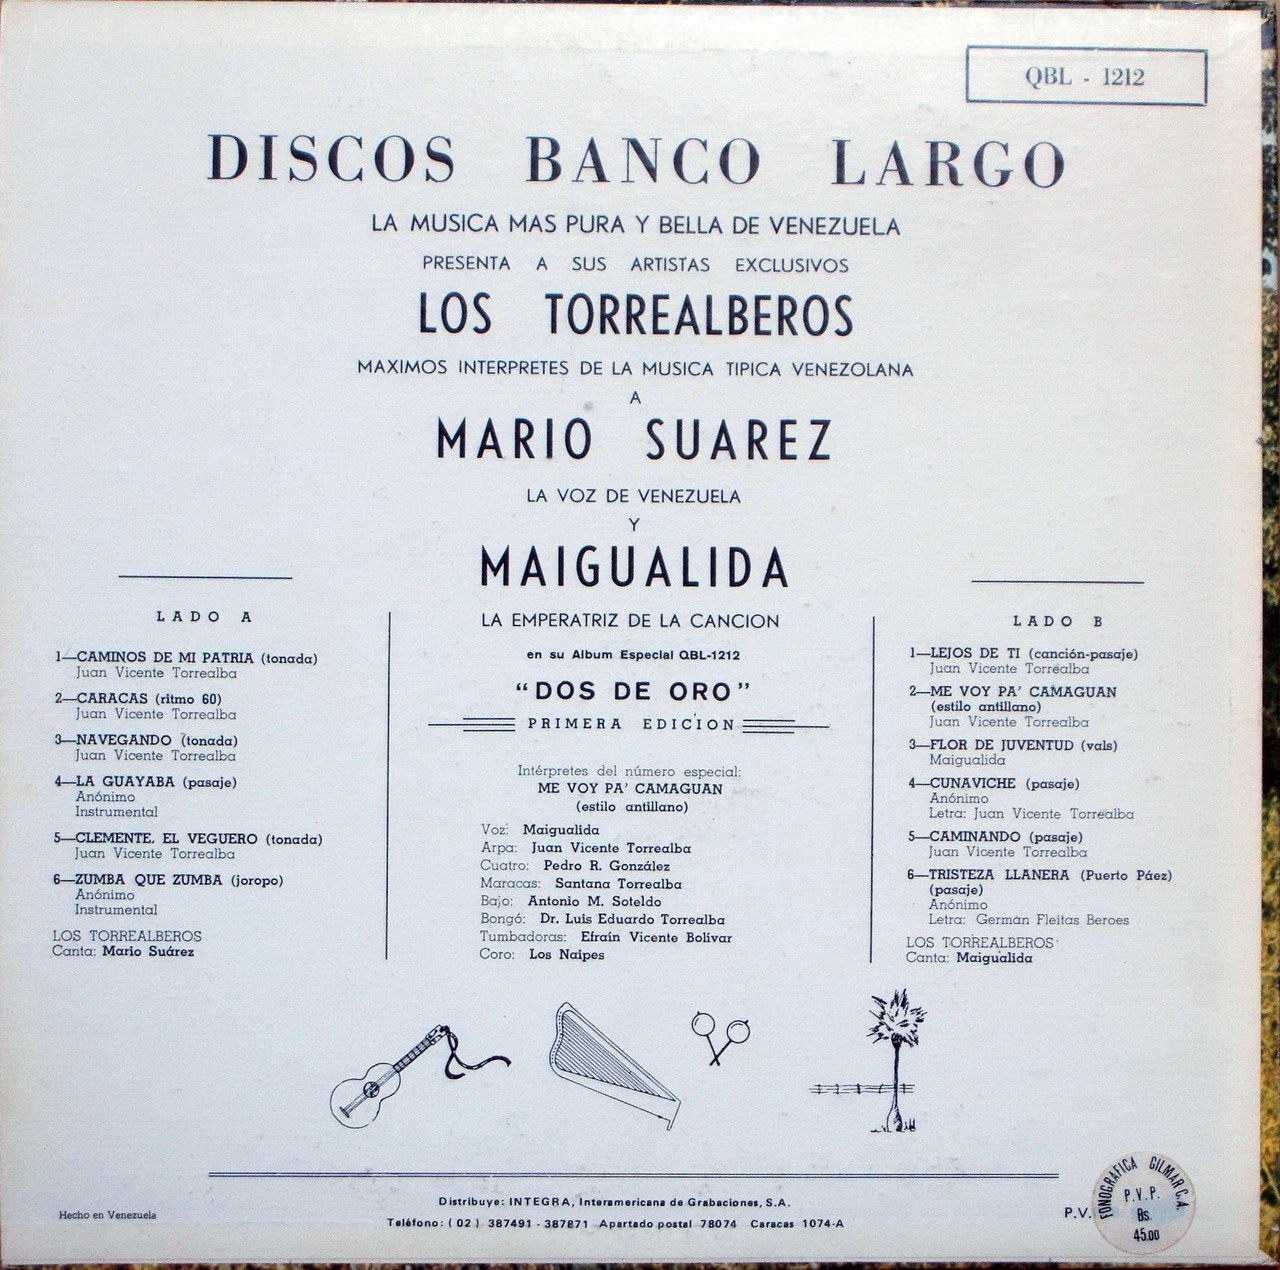 QBL - 1212
DISCOS BANCO LARGO
LA MUSICA MAS PURA Y BELLA DE VENEZUELA
PRESENTA A SUS ARTISTAS EXCLUSIVOS
LOS TORREALBEROS
MAXIMOS INTERPRETES DE LA MUSICA TIPICA VENEZOLANA
A
MARIO SUAREZ
LA VOZ DE VENEZUELA
Y
MAIGUALIDA
LA EMPERATRIZ DE LA CANCION
en su Album Especial QBL-1212
“DOS DE ORO”
PRIMERA EDICION
Intérpretes del número especial:
ME VOY PA' CAMAGUAN
(estilo antillano)
Voz: Maigualida
Arpa: Juan Vicente Torrealba
Cuatro: Pedro R. González
Maracas: Santana Torrealba
Bajo: Antonio M. Soteldo
Bongó: Dr. Luis Eduardo Torrealba
Tumbadoras: Efraín Vicente Bolívar
Coro: Los Naipes
LADO A
1—CAMINOS DE MI PATRIA (tonada)
Juan Vicente Torrealba
2—CARACAS (ritmo 60)
Juan Vicente Torrealba
3—NAVEGANDO (tonada)
Juan Vicente Torrealba
4—LA GUAYABA (pasaje)
Anónimo
Instrumental
5—CLEMENTE, EL VEGUERO (tonada)
Juan Vicente Torrealba
6—ZUMBA QUE ZUMBA (joropo)
Anónimo
Instrumental
LOS TORREALBEROS
Canta: Mario Suárez
LADO B
1—LEJOS DE TI (canción-pasaje)
Juan Vicente Torrealba
2—ME VOY PA' CAMAGUAN
(estilo antillano)
Juan Vicente Torrealba
3—FLOR DE JUVENTUD (vals)
Maigualida
4—CUNAVICHE (pasaje)
Anónimo
Letra: Juan Vicente Torrealba
5—CAMINANDO (pasaje)
Juan Vicente Torrealba
6—TRISTEZA LLANERA (Puerto Páez)
(pasaje)
Anónimo
Letra: Germán Fleitas Beroes
LOS TORREALBEROS
Canta: Maigualida
Distribuye: INTEGRA, Interamericana de Grabaciones, S.A.
Teléfono: (02) 387491 - 387871 Apartado postal 78074 Caracas 1074-A
Hecho en Venezuela
P.V.
FONOGRAFICA GILMAR C.A.
P.V.P.
Bs.
45.00